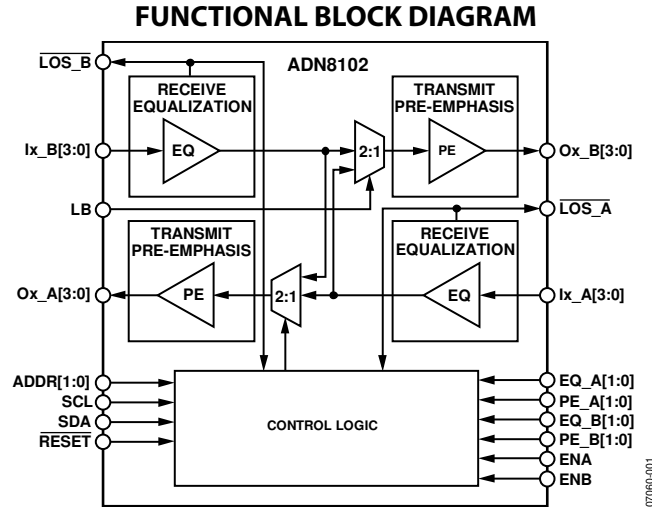 FUNCTIONAL BLOCK DIAGRAM
LOS_B
ADN8102
RECEIVE
EQUALIZATION
TRANSMIT
PRE-EMPHASIS
Ix_B[3:0]
EQ
2:1
PE
Ox_B[3:0]
LB
LOS_A
TRANSMIT
PRE-EMPHASIS
RECEIVE
EQUALIZATION
Ox_A[3:0]
PE
2:1
EQ
Ix_A[3:0]
ADDR[1:0]
SCL
SDA
RESET
CONTROL LOGIC
EQ_A[1:0]
PE_A[1:0]
EQ_B[1:0]
PE_B[1:0]
ENA
ENB
07060-001